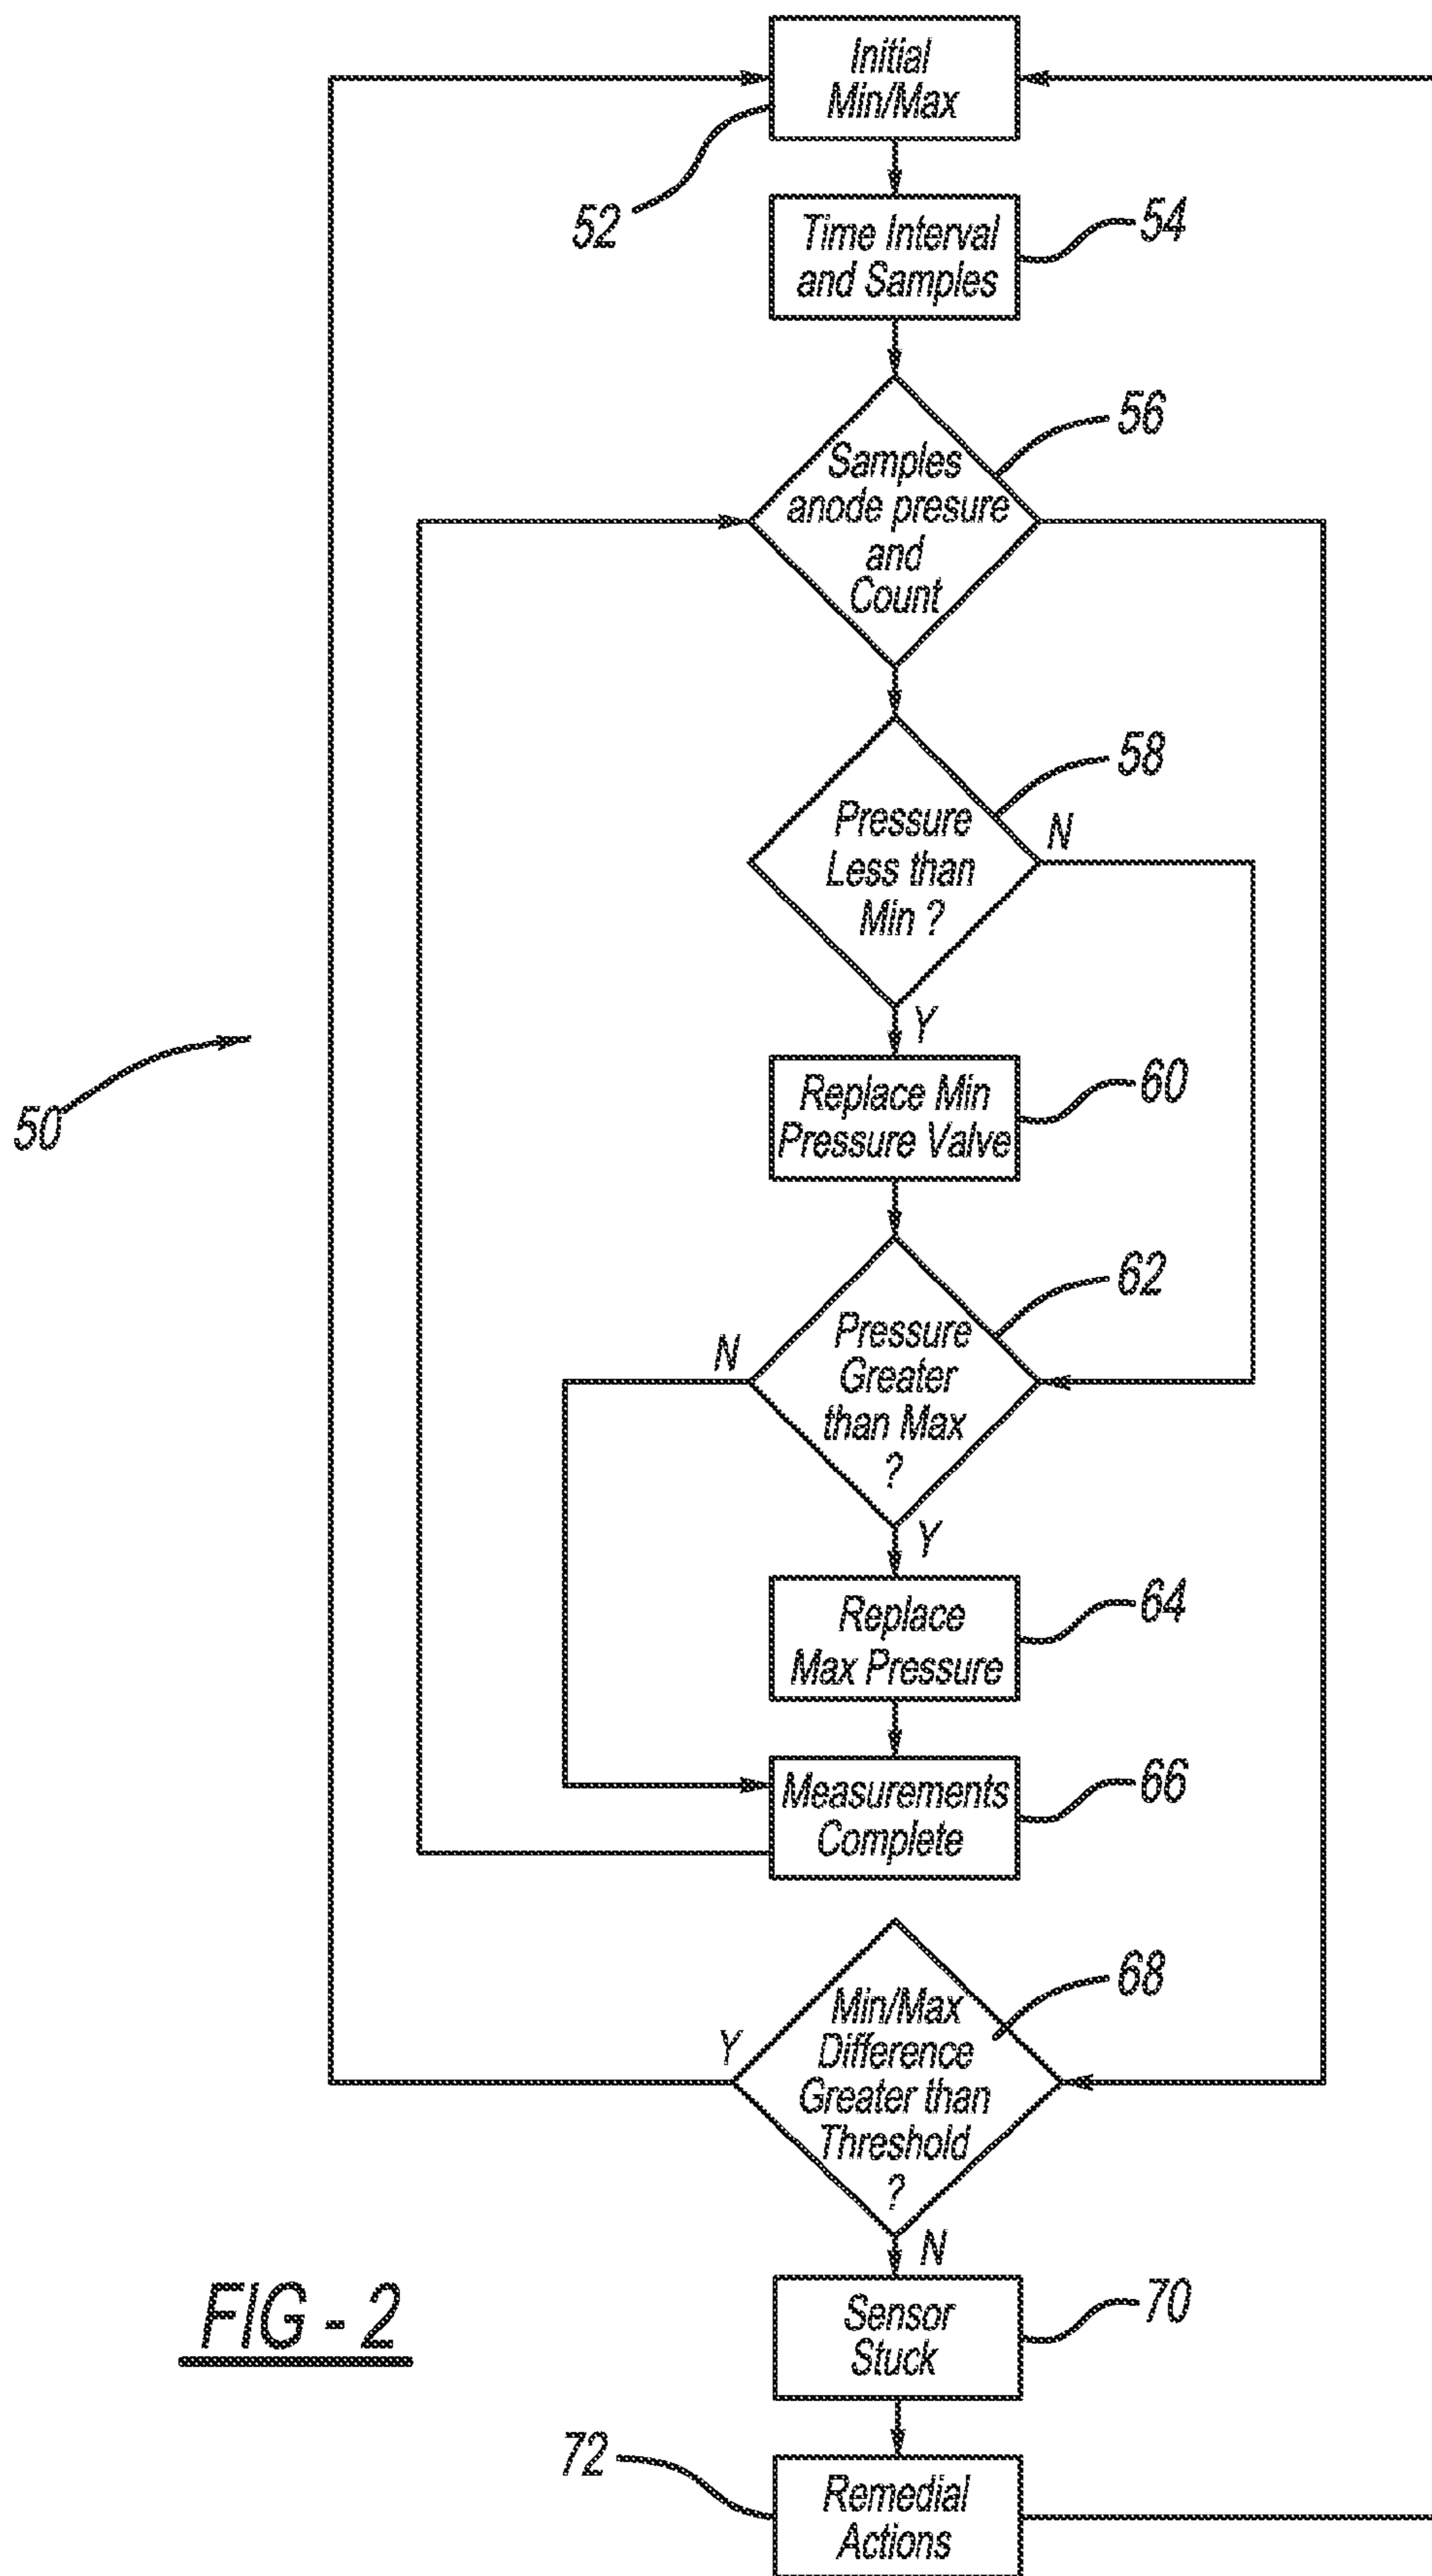 Initial
Min/Max
52
Time Interval
and Samples
54
Samples
anode presure
and
Count
56
Pressure
Less than
Min ?
58
N
Y
50
Replace Min
Pressure Valve
60
Pressure
Greater
than Max
?
62
N
Y
Replace
Max Pressure
64
Measurements
Complete
66
Min/Max
Difference
Greater than
Threshold
?
68
Y
N
Sensor
Stuck
70
FIG - 2
Remedial
Actions
72